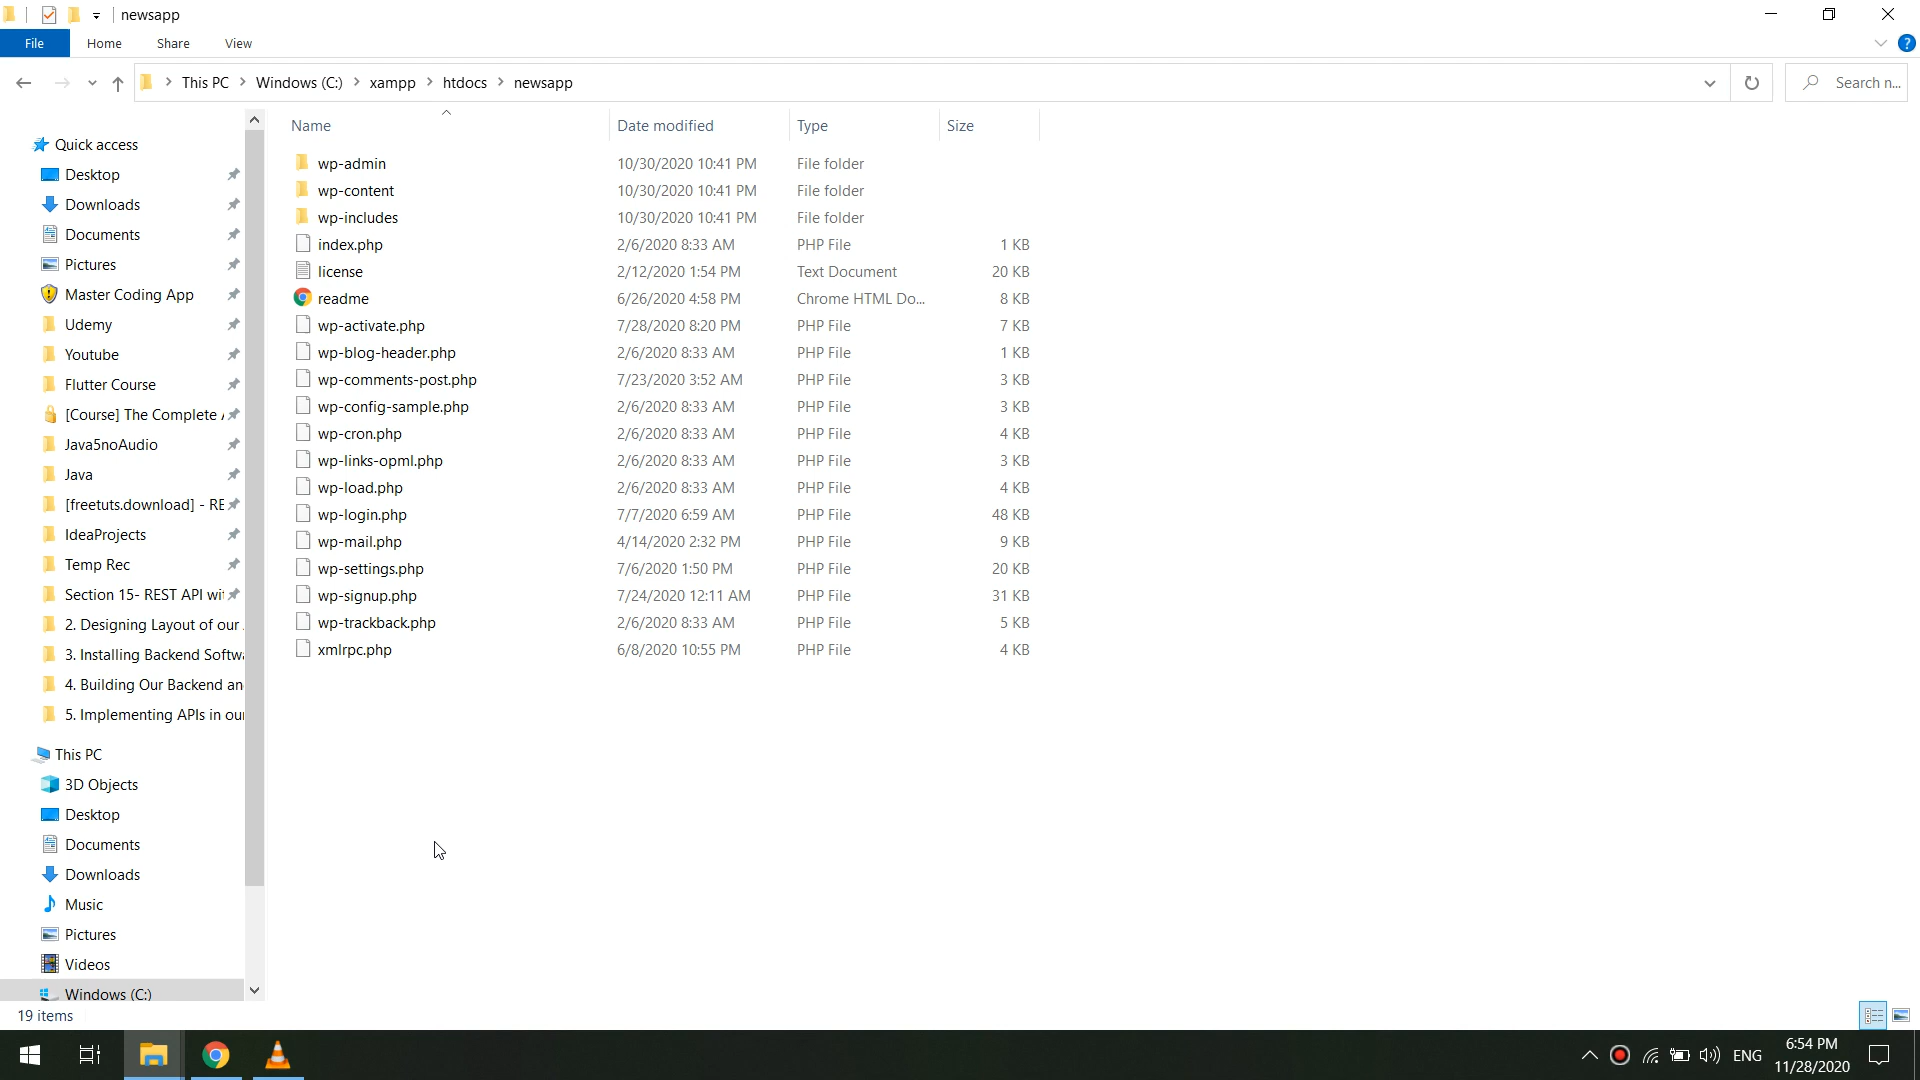 newsapp
File Home Share View
This PC Windows (C:) xampp htdocs newsapp
Search n...
Name Date modified Type Size
Quick access
Desktop
Downloads
Documents
Pictures
Master Coding App
Udemy
Youtube
Flutter Course
[Course] The Complete
Java5noAudio
Java
[freetuts.download] - RE
IdeaProjects
Temp Rec
Section 15- REST API wit
2. Designing Layout of our
3. Installing Backend Softw
4. Building Our Backend an
5. Implementing APIs in our
This PC
3D Objects
Desktop
Documents
Downloads
Music
Pictures
Videos
Windows (C:)
wp-admin 10/30/2020 10:41 PM File folder
wp-content 10/30/2020 10:41 PM File folder
wp-includes 10/30/2020 10:41 PM File folder
index.php 2/6/2020 8:33 AM PHP File 1 KB
license 2/12/2020 1:54 PM Text Document 20 KB
readme 6/26/2020 4:58 PM Chrome HTML Do... 8 KB
wp-activate.php 7/28/2020 8:20 PM PHP File 7 KB
wp-blog-header.php 2/6/2020 8:33 AM PHP File 1 KB
wp-comments-post.php 7/23/2020 3:52 AM PHP File 3 KB
wp-config-sample.php 2/6/2020 8:33 AM PHP File 3 KB
wp-cron.php 2/6/2020 8:33 AM PHP File 4 KB
wp-links-opml.php 2/6/2020 8:33 AM PHP File 3 KB
wp-load.php 2/6/2020 8:33 AM PHP File 4 KB
wp-login.php 7/7/2020 6:59 AM PHP File 48 KB
wp-mail.php 4/14/2020 2:32 PM PHP File 9 KB
wp-settings.php 7/6/2020 1:50 PM PHP File 20 KB
wp-signup.php 7/24/2020 12:11 AM PHP File 31 KB
wp-trackback.php 2/6/2020 8:33 AM PHP File 5 KB
xmlrpc.php 6/8/2020 10:55 PM PHP File 4 KB
19 items
ENG
6:54 PM
11/28/2020